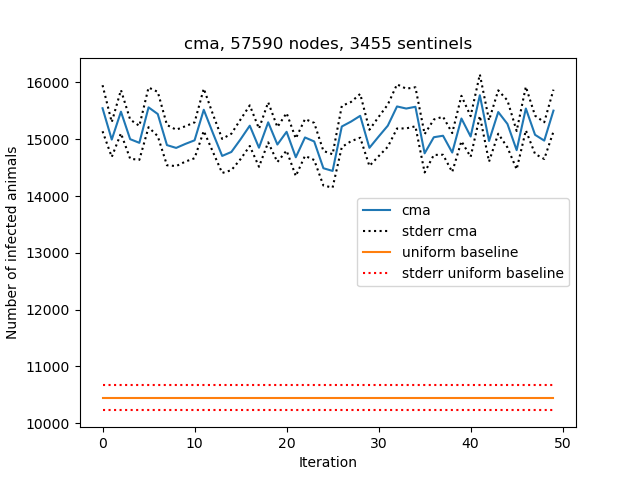 cma, 57590 nodes, 3455 sentinels
Number of infected animals
16000
15000
14000
13000
12000
11000
10000
cma
stderr cma
uniform baseline
stderr uniform baseline
0 10 20 30 40 50
Iteration